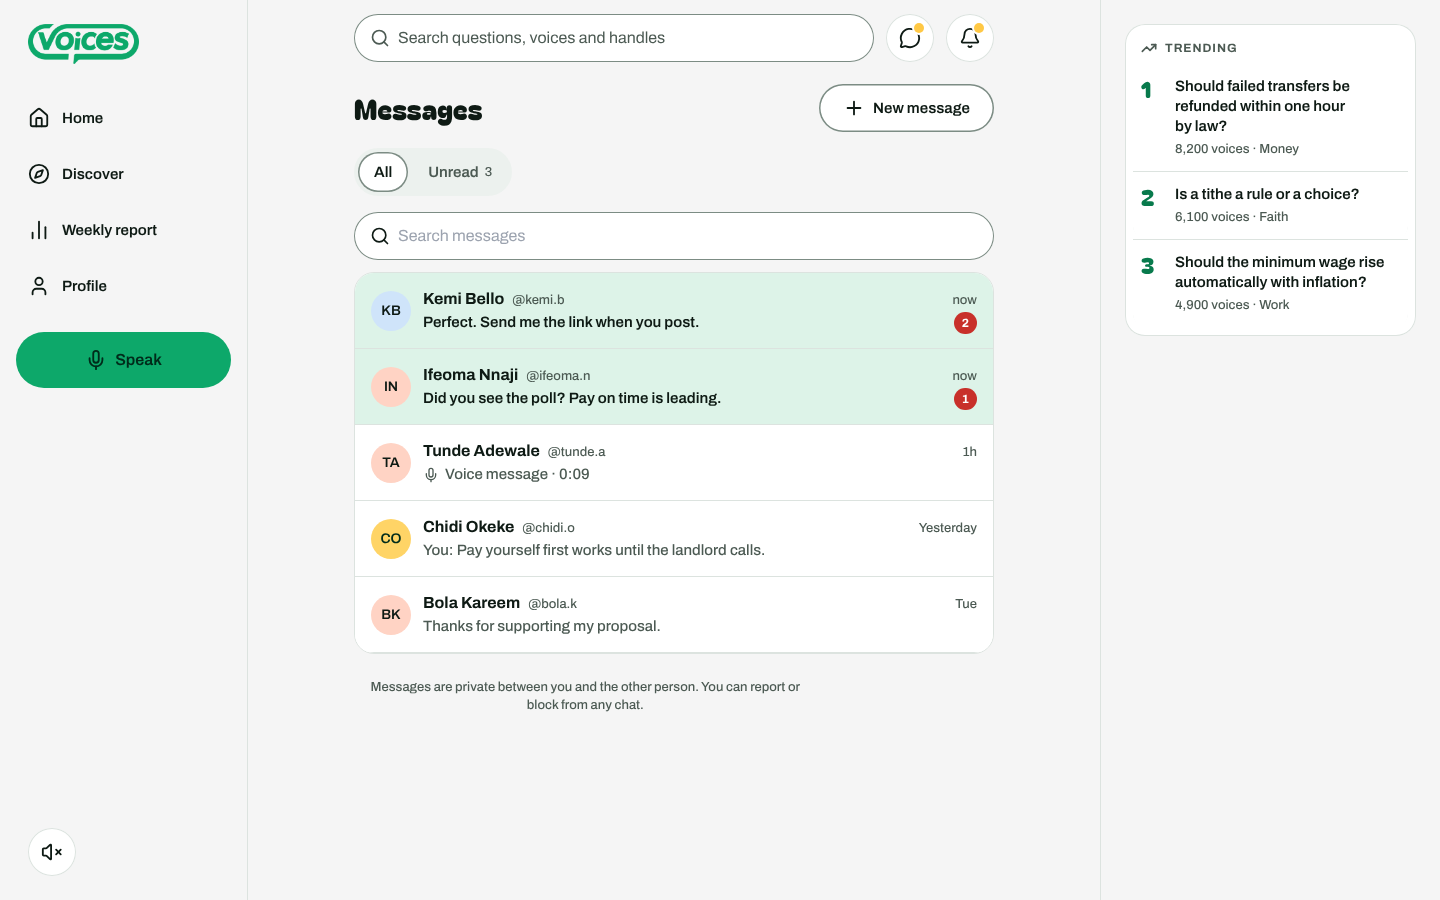 Voices
Home
Discover
Weekly report
Profile
Speak
Search questions, voices and handles
Messages
New message
All
Unread 3
Search messages
KB
Kemi Bello @kemi.b
now
Perfect. Send me the link when you post.
2
IN
Ifeoma Nnaji @ifeoma.n
now
Did you see the poll? Pay on time is leading.
1
TA
Tunde Adewale @tunde.a
1h
Voice message · 0:09
CO
Chidi Okeke @chidi.o
Yesterday
You: Pay yourself first works until the landlord calls.
BK
Bola Kareem @bola.k
Tue
Thanks for supporting my proposal.
Messages are private between you and the other person. You can report or
block from any chat.
TRENDING
1
Should failed transfers be
refunded within one hour
by law?
8,200 voices · Money
2
Is a tithe a rule or a choice?
6,100 voices · Faith
3
Should the minimum wage rise
automatically with inflation?
4,900 voices · Work